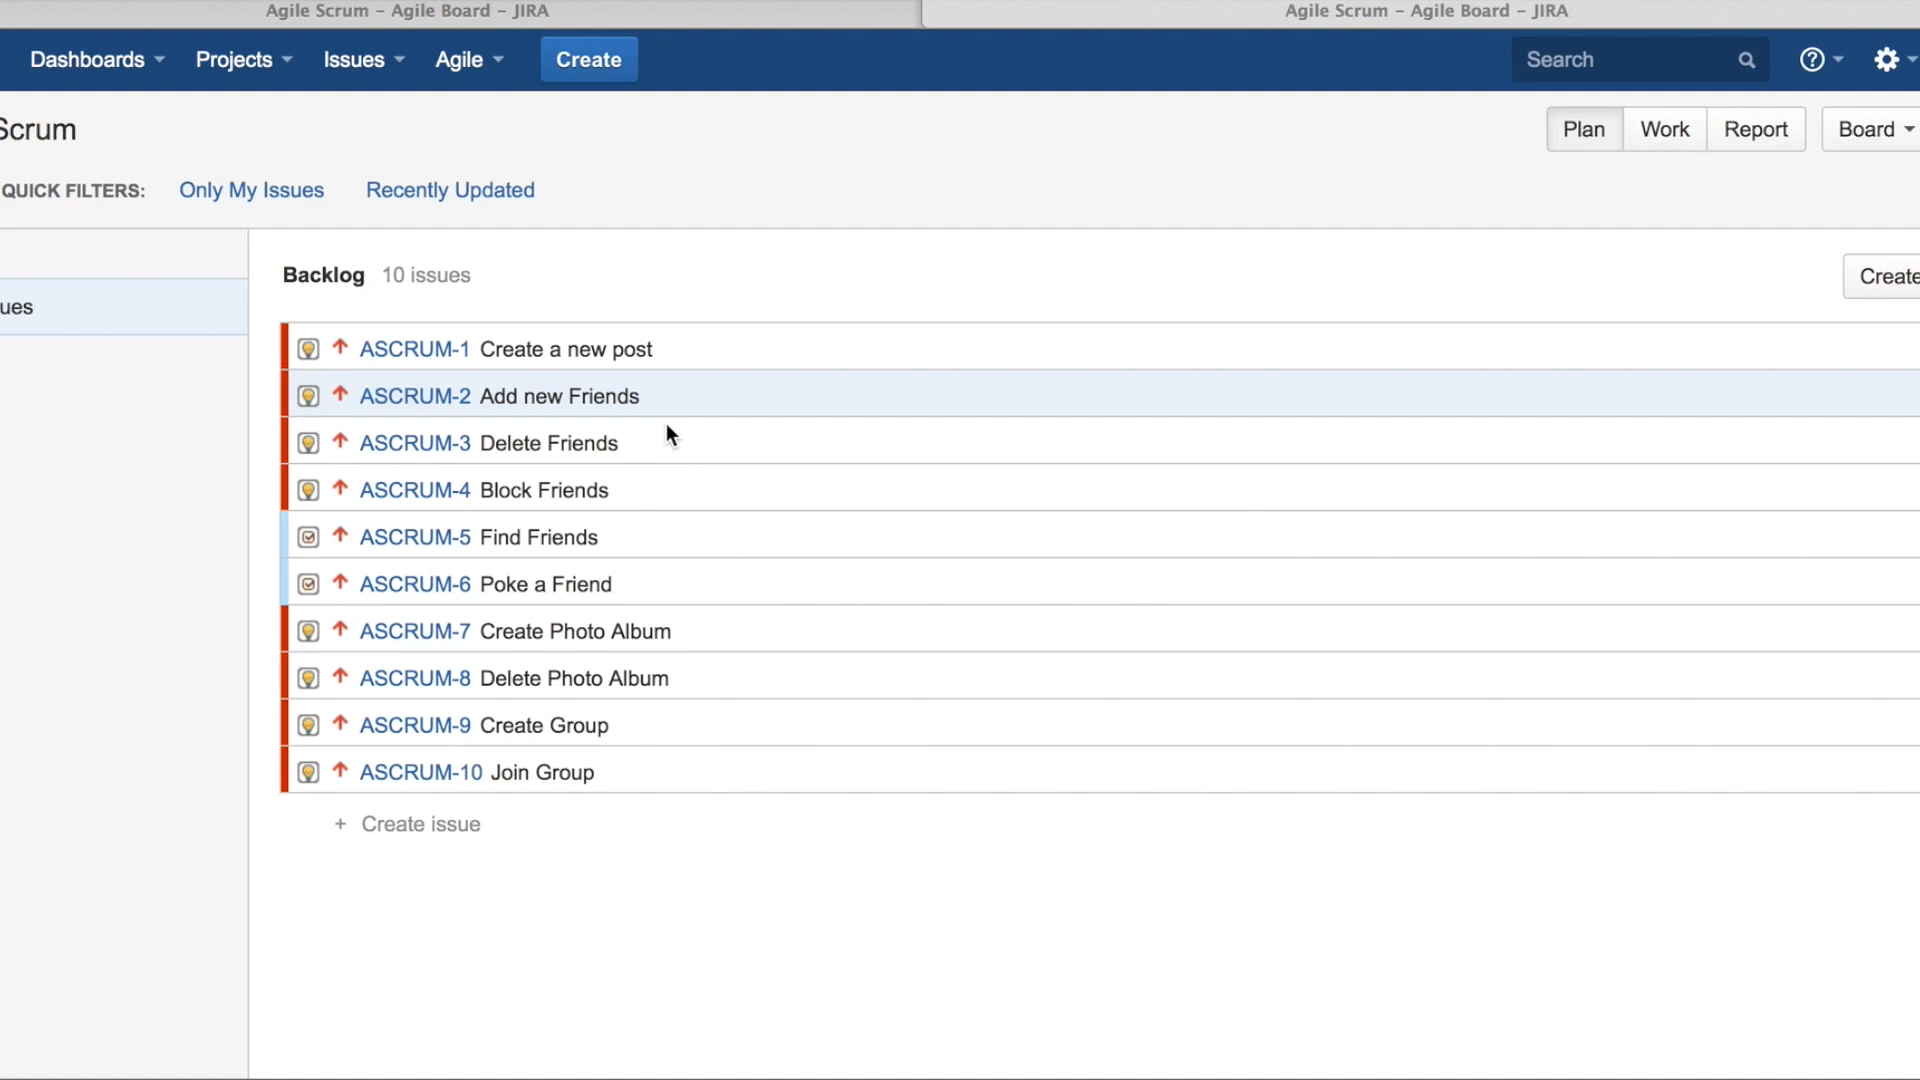 Agile Scrum – Agile Board – JIRA
Agile Scrum – Agile Board – JIRA
Dashboards Projects Issues Agile Create Search
Scrum
Plan Work Report Board
QUICK FILTERS: Only My Issues Recently Updated
ues
Backlog 10 issues
Create
ASCRUM-1 Create a new post
ASCRUM-2 Add new Friends
ASCRUM-3 Delete Friends
ASCRUM-4 Block Friends
ASCRUM-5 Find Friends
ASCRUM-6 Poke a Friend
ASCRUM-7 Create Photo Album
ASCRUM-8 Delete Photo Album
ASCRUM-9 Create Group
ASCRUM-10 Join Group
+ Create issue